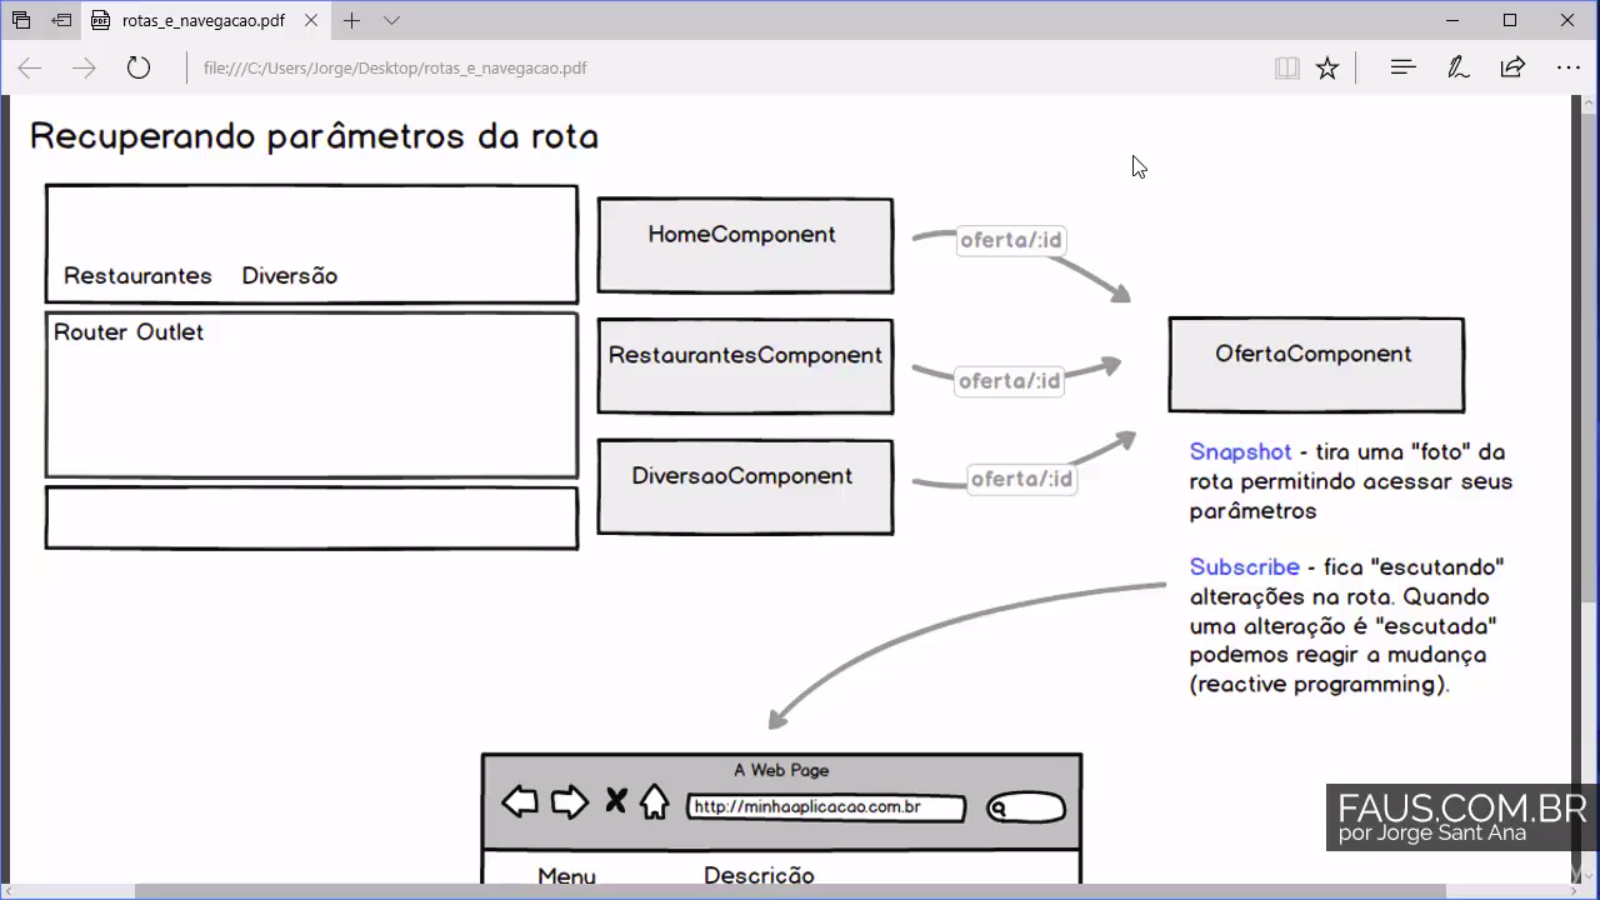 rotas_e_navegacao.pdf
file:///C:/Users/Jorge/Desktop/rotas_e_navegacao.pdf
Recuperando parâmetros da rota
Restaurantes Diversão
Router Outlet
HomeComponent
RestaurantesComponent
DiversaoComponent
oferta/:id
oferta/:id
oferta/:id
OfertaComponent
Snapshot - tira uma "foto" da
rota permitindo acessar seus
parâmetros
Subscribe - fica "escutando"
alterações na rota. Quando
uma alteração é "escutada"
podemos reagir a mudança
(reactive programming).
A Web Page
http://minhaaplicacao.com.br
Menu Descrição
FAUS.COM.BR
por Jorge Sant Ana